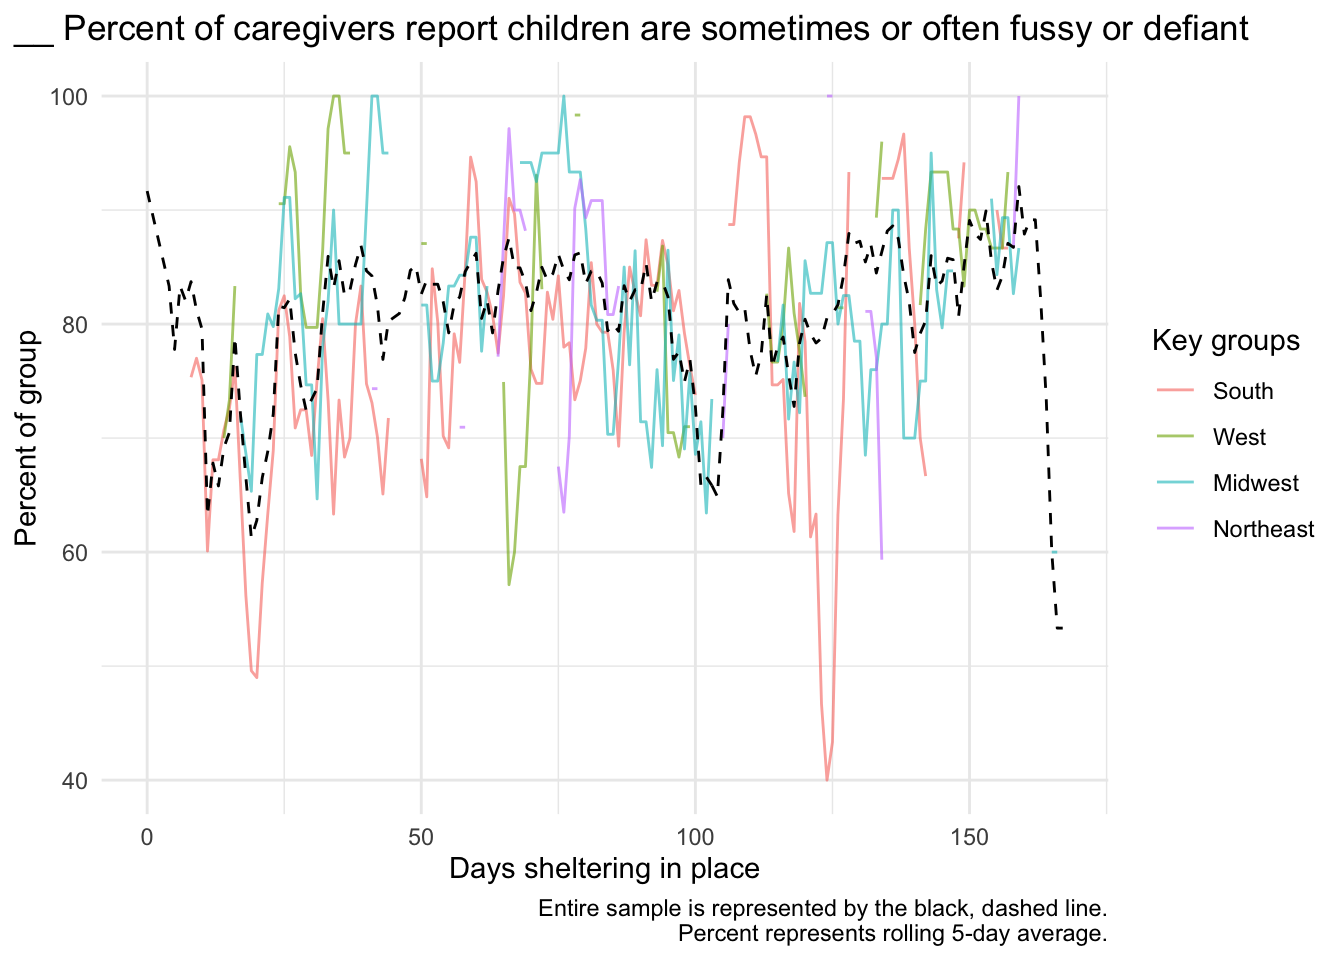 __ Percent of caregivers report children are sometimes or often fussy or defiant
100
80
60
40
Percent of group
0
50
100
150
Days sheltering in place
Key groups
South
West
Midwest
Northeast
Entire sample is represented by the black, dashed line.
Percent represents rolling 5-day average.